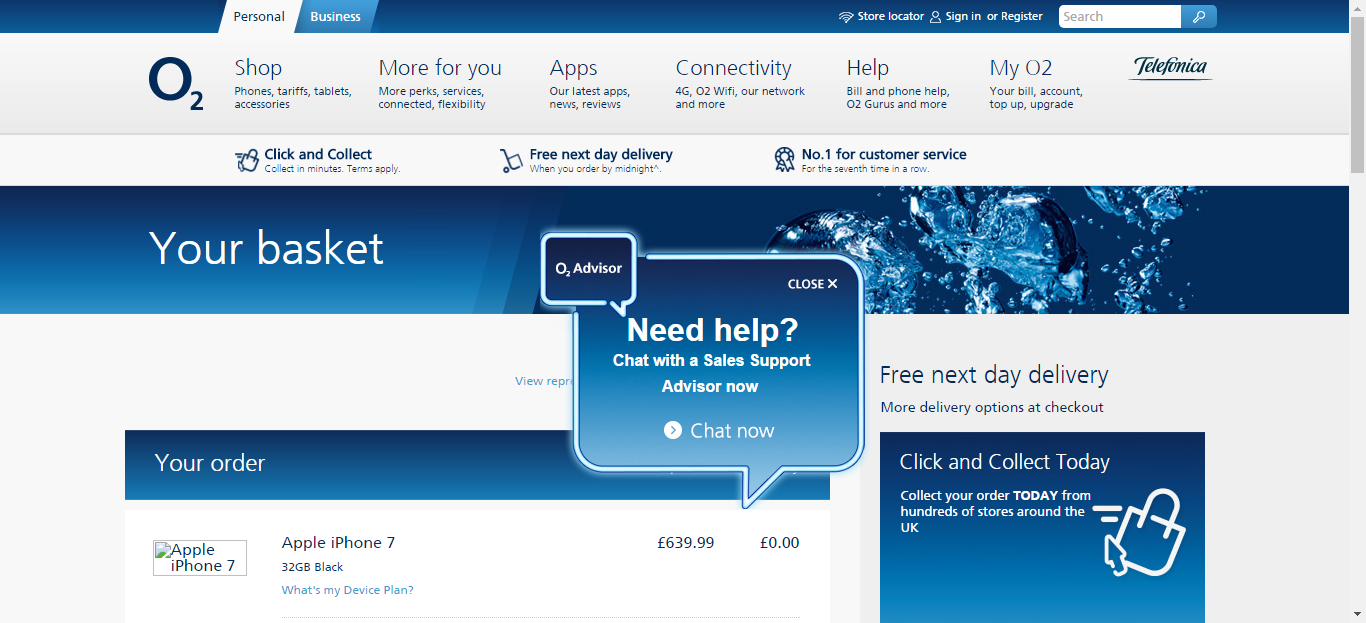 Personal
Business
Store locator
Sign in or Register
Search
O2
Shop
Phones, tariffs, tablets,
accessories
More for you
More perks, services,
connected, flexibility
Apps
Our latest apps,
news, reviews
Connectivity
4G, O2 Wifi, our network
and more
Help
Bill and phone help,
O2 Gurus and more
My O2
Your bill, account,
top up, upgrade
Telefónica
Click and Collect
Collect in minutes. Terms apply.
Free next day delivery
When you order by midnight^.
No.1 for customer service
For the seventh time in a row.
Your basket
O2 Advisor
CLOSE X
Need help?
Chat with a Sales Support
Advisor now
Chat now
View
Free next day delivery
More delivery options at checkout
Your order
Click and Collect Today
Collect your order TODAY from
hundreds of stores around the
UK
Apple
iPhone 7
Apple iPhone 7
£639.99
£0.00
32GB Black
What's my Device Plan?